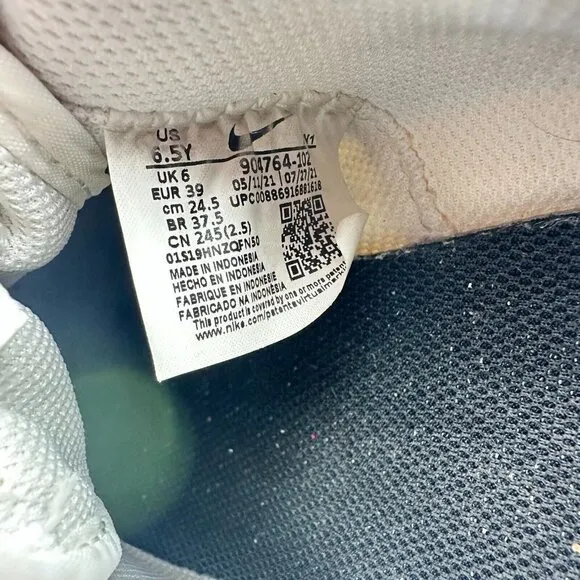 US Y1
6.5Y 904764-102
UK 6 05/11/21 07/27/21
EUR 39 UPC00886916881618
cm 24.5
BR 37.5
CN 245(2.5)
01S19HNZQFN50
MADE IN INDONESIA
HECHO EN INDONESIA
FABRIQUE EN INDONESIE
FABRICADO NA INDONÉSIA
This product is covered by one or more patents
www.nike.com/patentsvirtualmarking